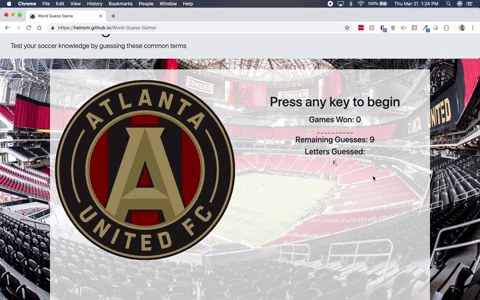 Chrome File Edit View History Bookmarks People Window Help
100% Thu Mar 21 1:24 PM
Word Guess Game
https://heincm.github.io/Word-Guess-Game/
Test your soccer knowledge by guessing these common terms
ATLANTA
A
UNITED FC
Press any key to begin
Games Won: 0
Remaining Guesses: 9
Letters Guessed: